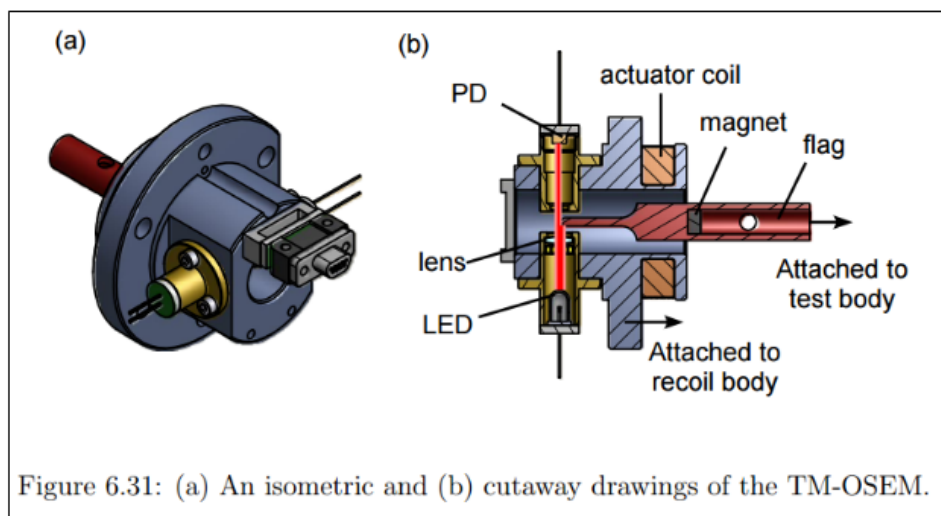 (a)
(b)
PD
actuator coil
magnet
flag
lens
LED
Attached to
test body
Attached to
recoil body
Figure 6.31: (a) An isometric and (b) cutaway drawings of the TM-OSEM.